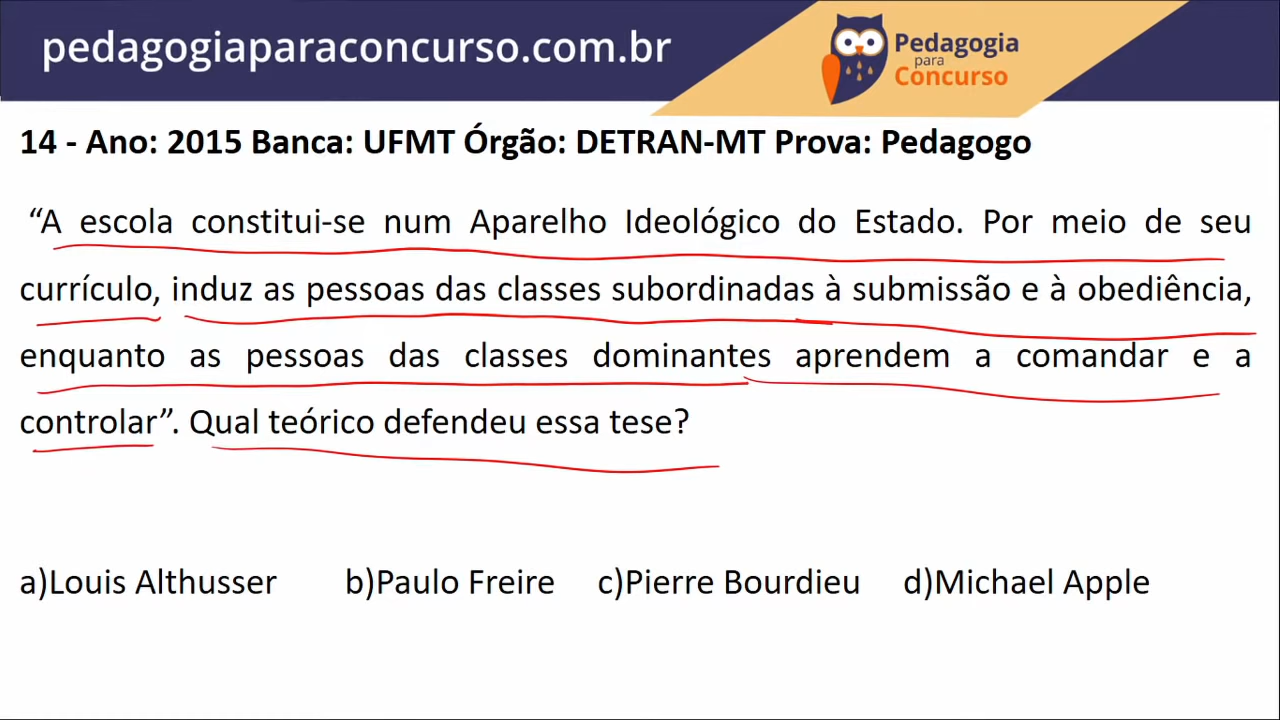 pedagogiaparaconcurso.com.br
Pedagogia
para
Concurso
14 - Ano: 2015 Banca: UFMT Órgão: DETRAN-MT Prova: Pedagogo
“A escola constitui-se num Aparelho Ideológico do Estado. Por meio de seu
currículo, induz as pessoas das classes subordinadas à submissão e à obediência,
enquanto as pessoas das classes dominantes aprendem a comandar e a
controlar”. Qual teórico defendeu essa tese?
a)Louis Althusser b)Paulo Freire c)Pierre Bourdieu d)Michael Apple